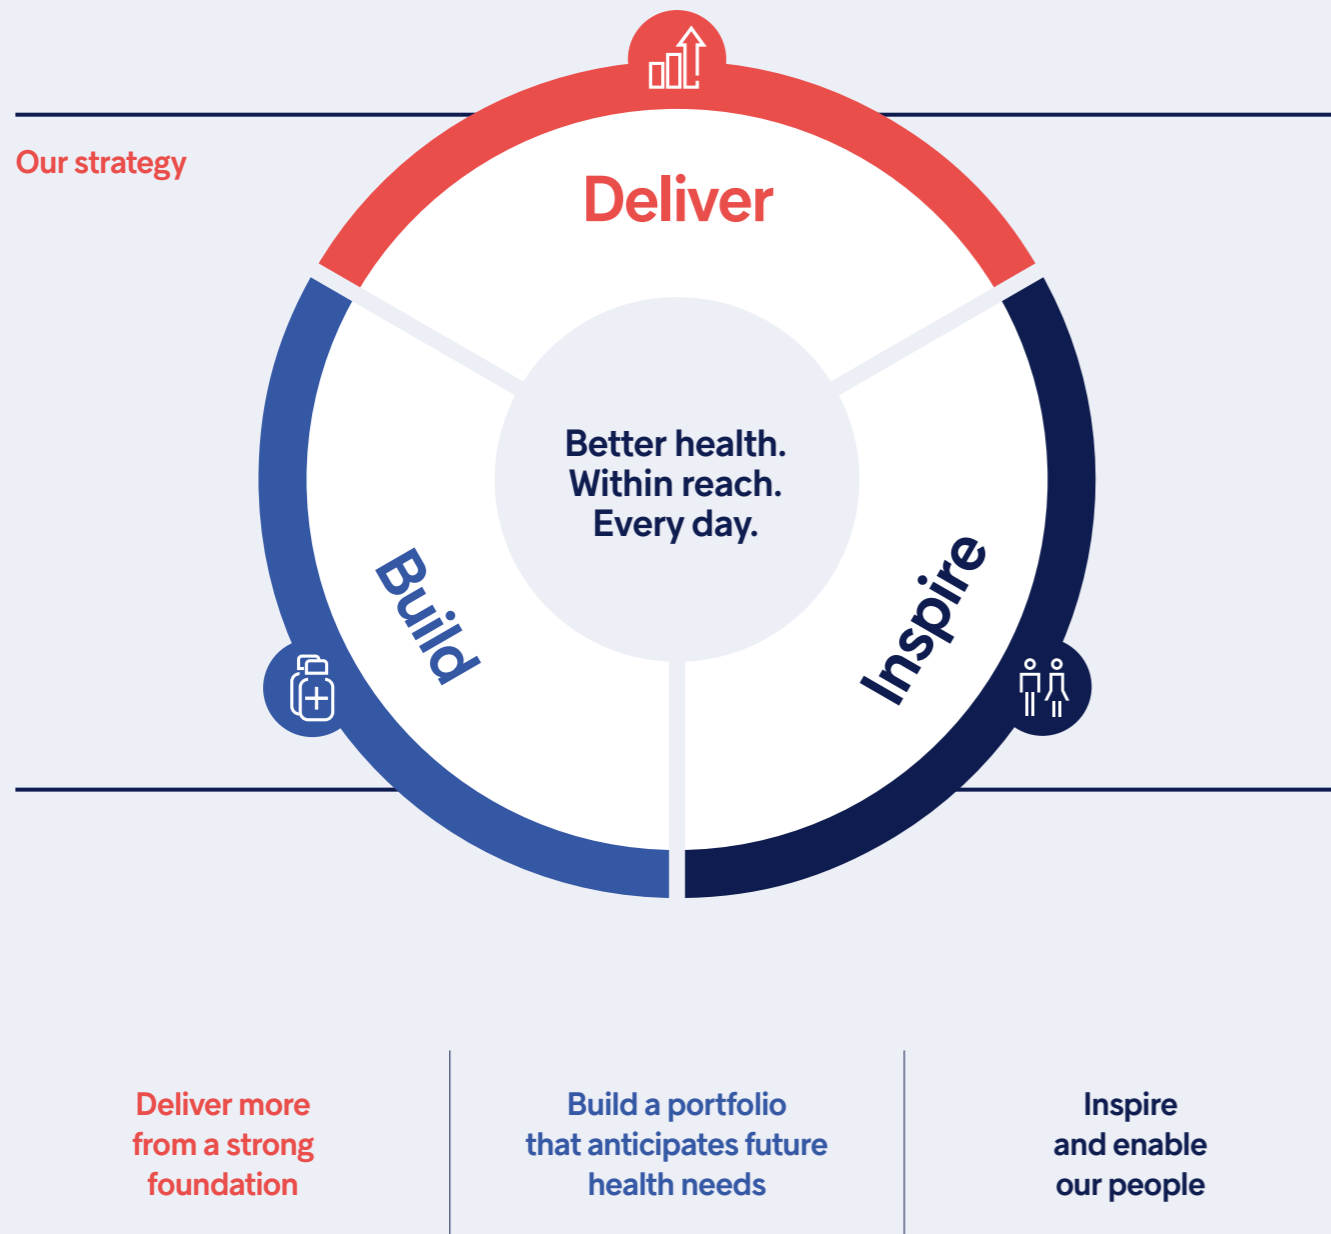 Our strategy
Deliver
Better health.
Within reach.
Every day.
Build
Inspire
Deliver more
from a strong
foundation
Build a portfolio
that anticipates future
health needs
Inspire
and enable
our people